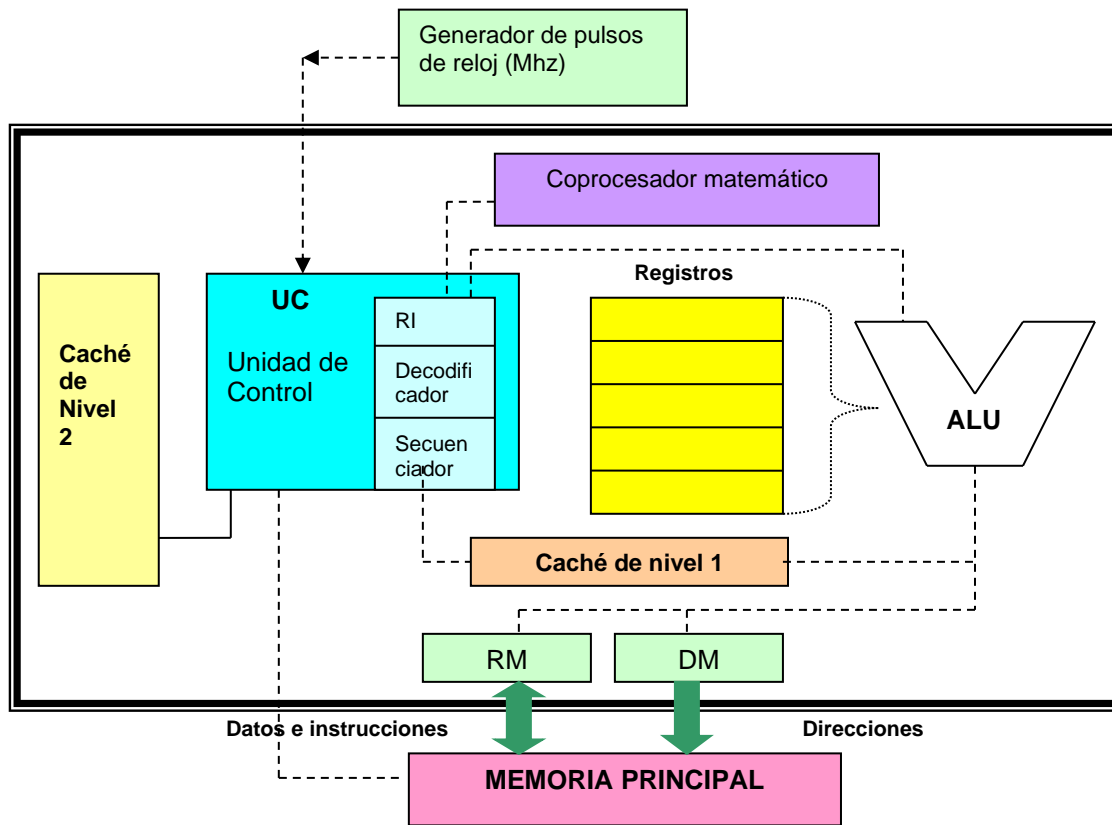 Generador de pulsos
de reloj (Mhz)
Coprocesador matemático
Registros
UC
Unidad de
Control
RI
Decodifi
cador
Secuen
ciador
Caché
de
Nivel
2
ALU
Caché de nivel 1
RM
DM
Datos e instrucciones
Direcciones
MEMORIA PRINCIPAL